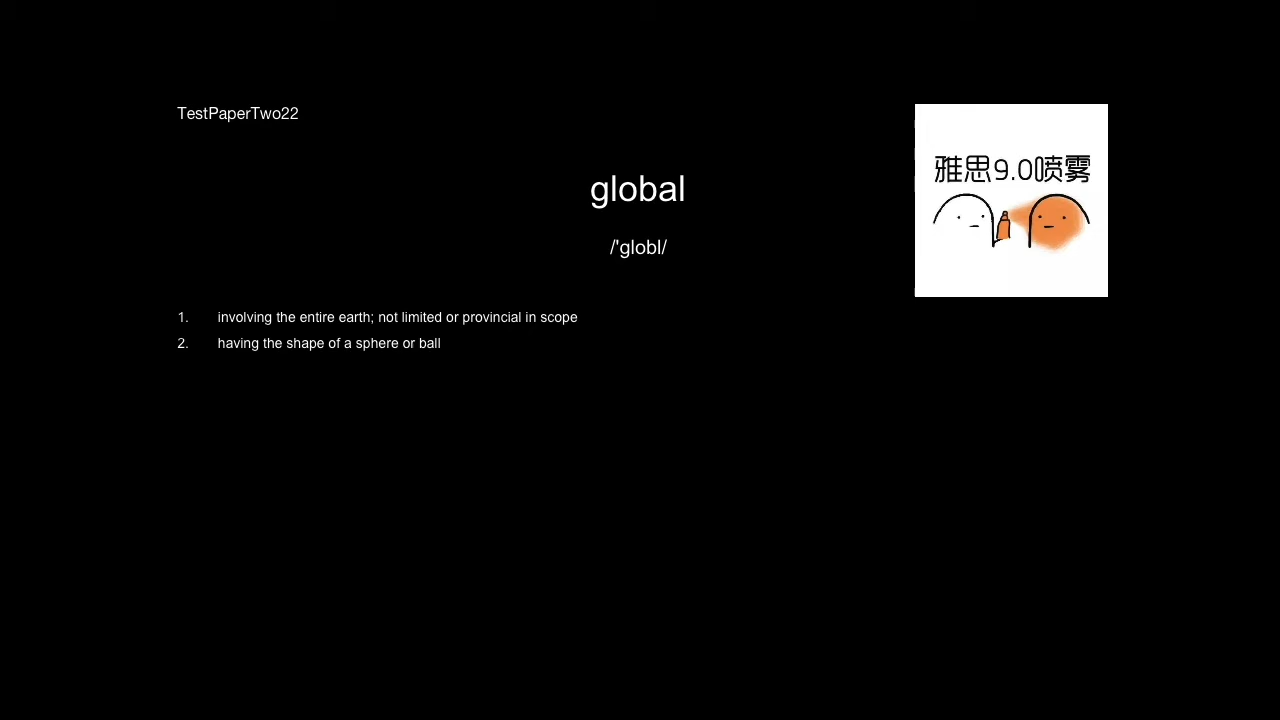 TestPaperTwo22
雅思9.0喷雾
global
/'globl/
1. involving the entire earth; not limited or provincial in scope
2. having the shape of a sphere or ball